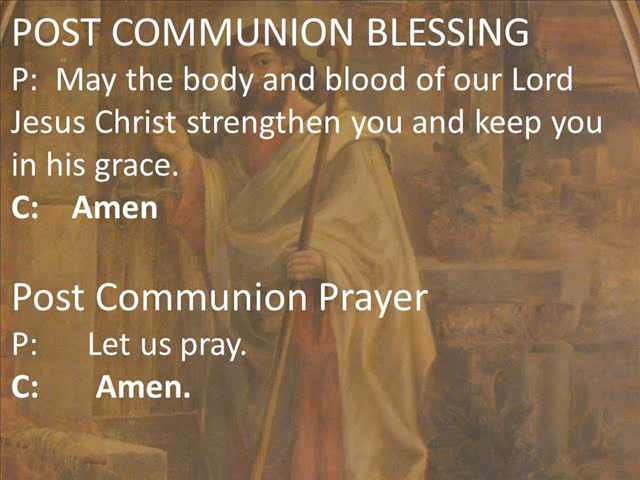 POST COMMUNION BLESSING
P: May the body and blood of our Lord
Jesus Christ strengthen you and keep you
in his grace.
C: Amen
Post Communion Prayer
P: Let us pray.
C: Amen.